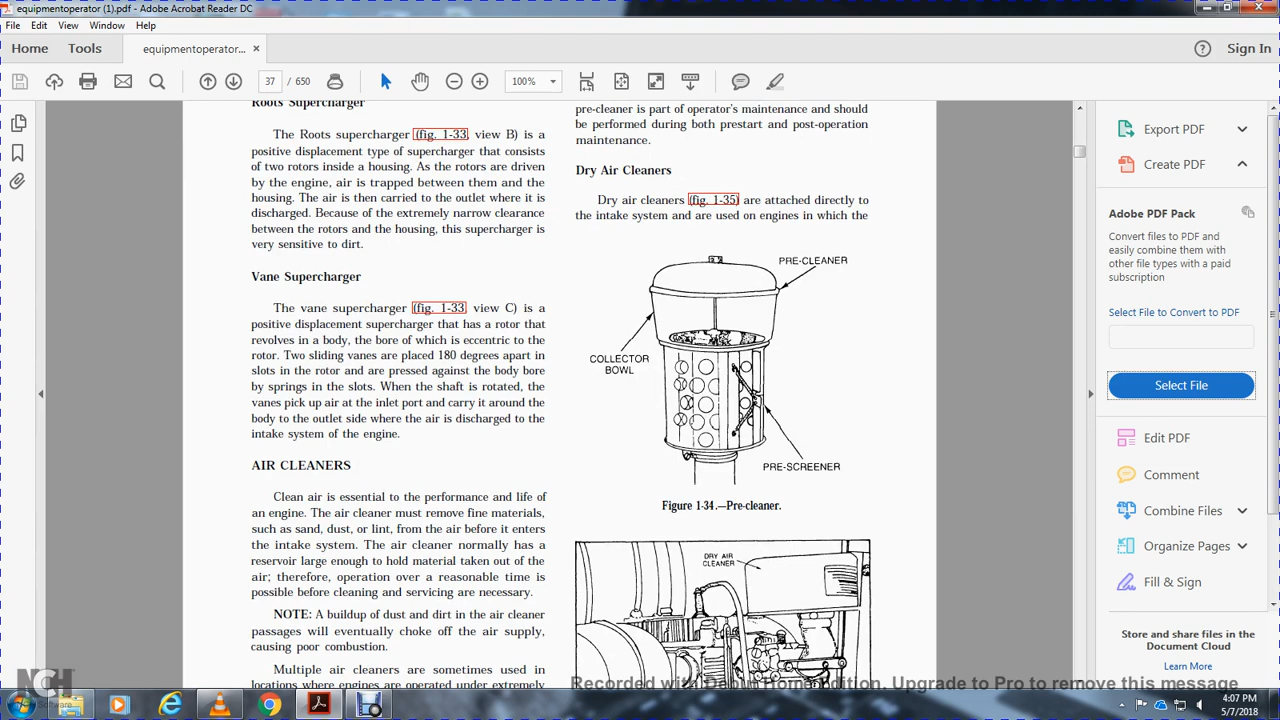 equipmentoperator (1).pdf - Adobe Acrobat Reader DC
File Edit View Window Help
Home Tools equipmentoperator... × Sign In
37 / 650 100%
Roots Supercharger
The Roots supercharger (fig. 1-33, view B) is a
positive displacement type of supercharger that consists
of two rotors inside a housing. As the rotors are driven
by the engine, air is trapped between them and the
housing. The air is then carried to the outlet where it is
discharged. Because of the extremely narrow clearance
between the rotors and the housing, this supercharger is
very sensitive to dirt.
Vane Supercharger
The vane supercharger (fig. 1-33 view C) is a
positive displacement supercharger that has a rotor that
revolves in a body, the bore of which is eccentric to the
rotor. Two sliding vanes are placed 180 degrees apart in
slots in the rotor and are pressed against the body bore
by springs in the slots. When the shaft is rotated, the
vanes pick up air at the inlet port and carry it around the
body to the outlet side where the air is discharged to the
intake system of the engine.
AIR CLEANERS
Clean air is essential to the performance and life of
an engine. The air cleaner must remove fine materials,
such as sand, dust, or lint, from the air before it enters
the intake system. The air cleaner normally has a
reservoir large enough to hold material taken out of the
air; therefore, operation over a reasonable time is
possible before cleaning and servicing are necessary.
NOTE: A buildup of dust and dirt in the air cleaner
passages will eventually choke off the air supply,
causing poor combustion.
Multiple air cleaners are sometimes used in
locations where engines are operated under extremely
pre-cleaner is part of operator's maintenance and should
be performed during both prestart and post-operation
maintenance.
Dry Air Cleaners
Dry air cleaners (fig. 1-35) are attached directly to
the intake system and are used on engines in which the
PRE-CLEANER
COLLECTOR
BOWL
PRE-SCREENER
Figure 1-34.—Pre-cleaner.
DRY AIR
CLEANER
Export PDF
Create PDF
Adobe PDF Pack
Convert files to PDF and
easily combine them with
other file types with a paid
subscription
Select File to Convert to PDF
Select File
Edit PDF
Comment
Combine Files
Organize Pages
Fill & Sign
Store and share files in the
Document Cloud
Learn More
NCH
Software
Recorded with Debut Home Edition. Upgrade to Pro to remove this message
4:07 PM
5/7/2018